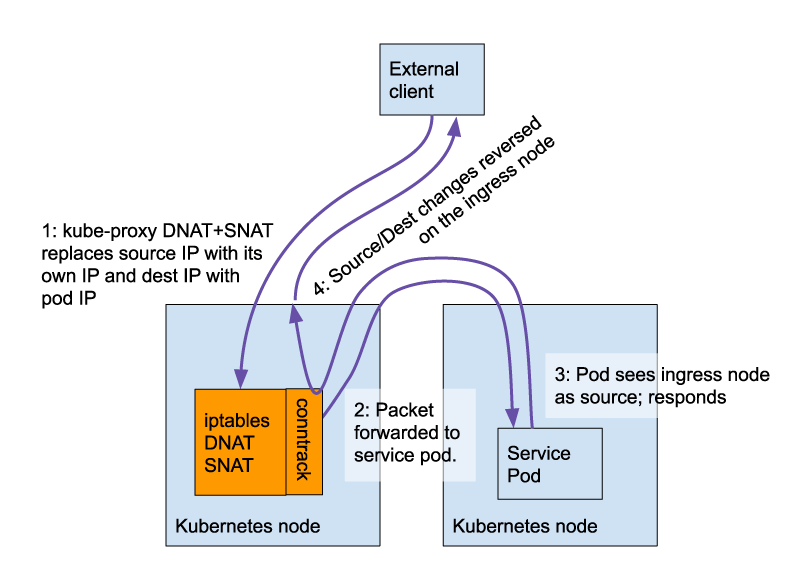 External
client
1: kube-proxy DNAT+SNAT
replaces source IP with its
own IP and dest IP with
pod IP
4: Source/Dest changes reversed
on the ingress node
iptables
DNAT
SNAT
conntrack
2: Packet
forwarded to
service pod.
3: Pod sees ingress node
as source; responds
Service
Pod
Kubernetes node
Kubernetes node